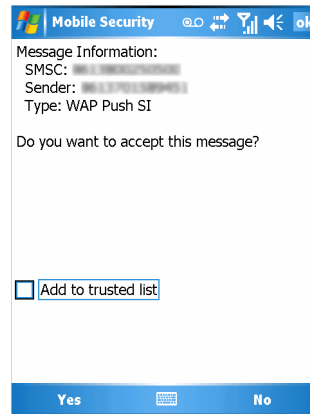 Mobile Security
ok
Message Information:
SMSC:
Sender:
Type: WAP Push SI
Do you want to accept this message?
Add to trusted list
Yes
No